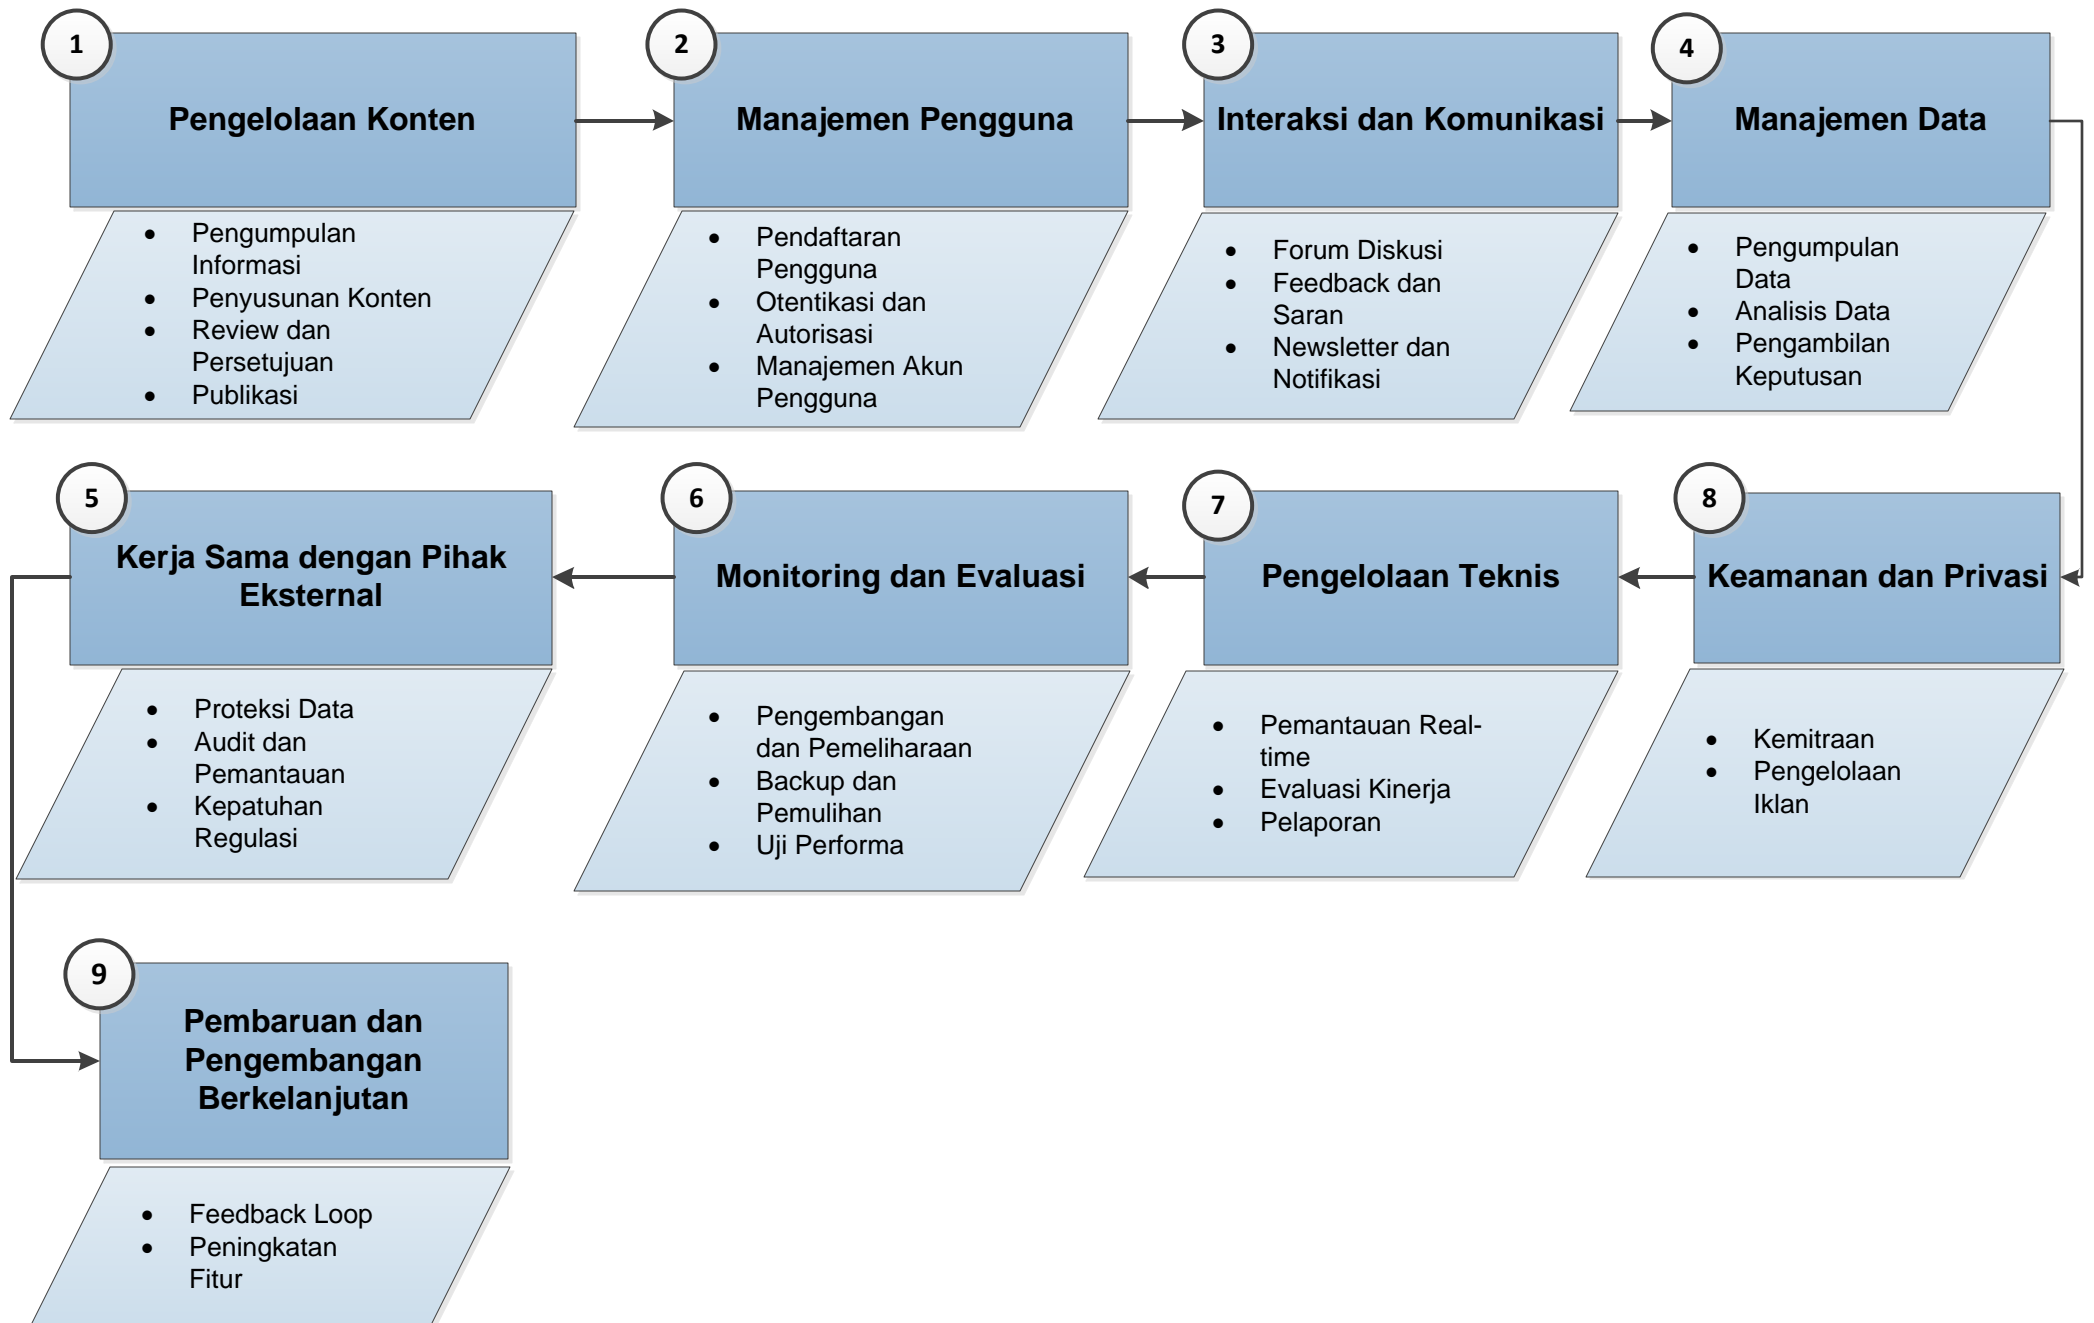 1
Pengelolaan Konten
• Pengumpulan
Informasi
• Penyusunan Konten
• Review dan
Persetujuan
• Publikasi
2
Manajemen Pengguna
• Pendaftaran
Pengguna
• Otentikasi dan
Autorisasi
• Manajemen Akun
Pengguna
3
Interaksi dan Komunikasi
• Forum Diskusi
• Feedback dan
Saran
• Newsletter dan
Notifikasi
4
Manajemen Data
• Pengumpulan
Data
• Analisis Data
• Pengambilan
Keputusan
5
Kerja Sama dengan Pihak
Eksternal
• Proteksi Data
• Audit dan
Pemantauan
• Kepatuhan
Regulasi
6
Monitoring dan Evaluasi
• Pengembangan
dan Pemeliharaan
• Backup dan
Pemulihan
• Uji Performa
7
Pengelolaan Teknis
• Pemantauan Real-
time
• Evaluasi Kinerja
• Pelaporan
8
Keamanan dan Privasi
• Kemitraan
• Pengelolaan
Iklan
9
Pembaruan dan
Pengembangan
Berkelanjutan
• Feedback Loop
• Peningkatan
Fitur